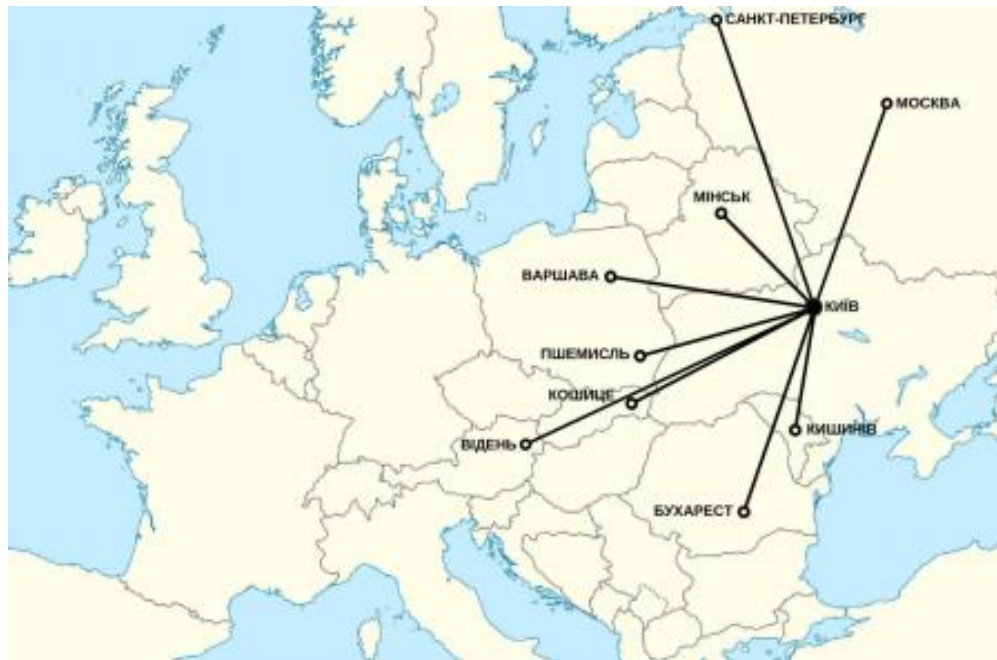 САНКТ-ПЕТЕРБУРГ
МОСКВА
МІНСЬК
ВАРШАВА
КИЇВ
ПШЕМИСЛЬ
КОШИЦЕ
КИШИНІВ
ВІДЕНЬ
БУХАРЕСТ